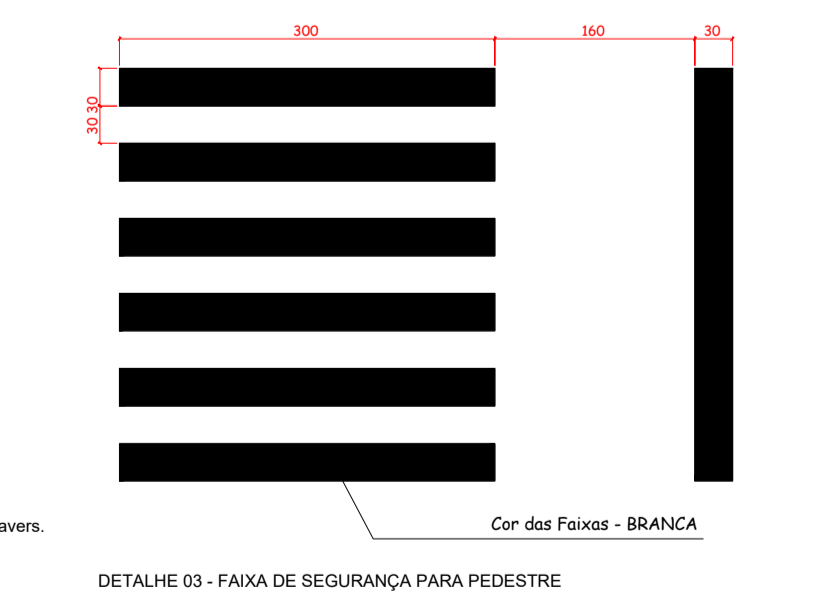 300
160
30
30
30
avers.
Cor das Faixas - BRANCA
DETALHE 03 - FAIXA DE SEGURANÇA PARA PEDESTRE